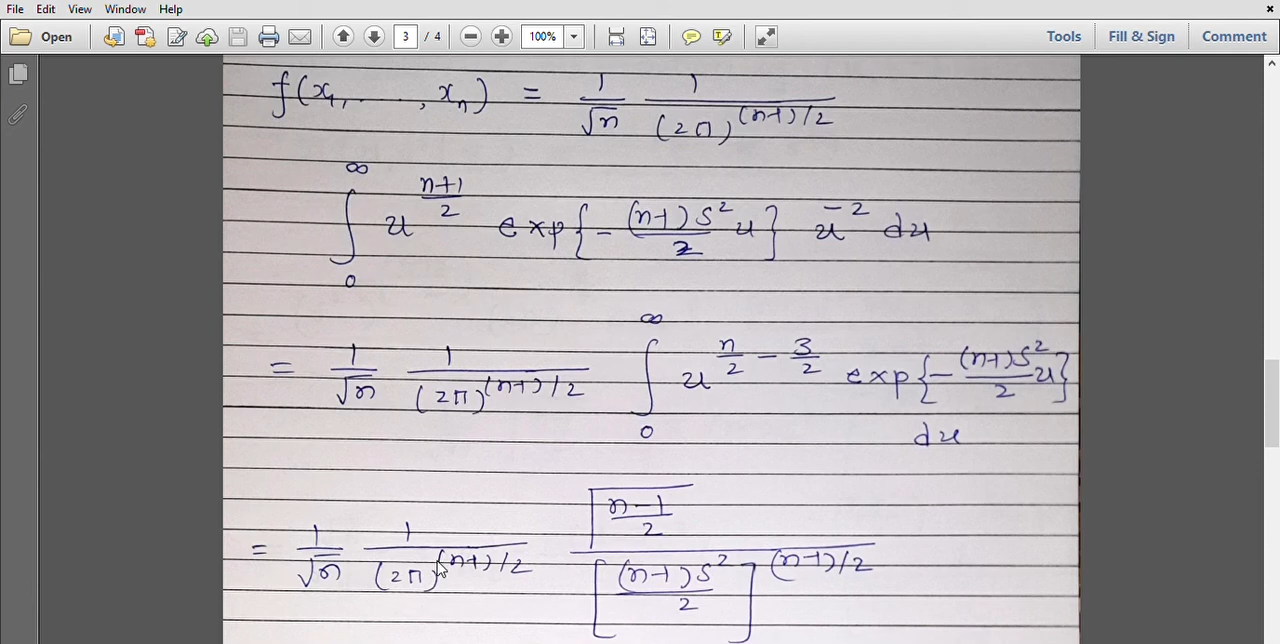 File Edit View Window Help
Open 3 / 4 100% Tools Fill & Sign Comment
f(x₁, ......, xₙ) = 1/√n 1/(2π)^((n-1)/2)
∫₀^∞ u^((n+1)/2) exp{-(n-1)S²/2 u} u^(-2) du
= 1/√n 1/(2π)^((n-1)/2) ∫₀^∞ u^(n/2 - 3/2) exp{-(n-1)S²/2 u}
du
= 1/√n 1/(2π)^((n-1)/2) Γ((n-1)/2) / [(n-1)S²/2]^((n-1)/2)